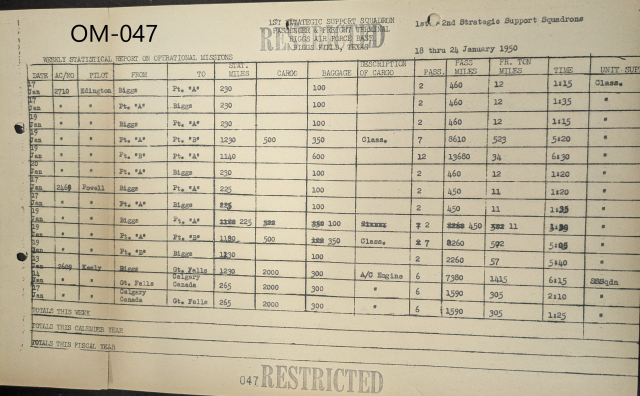 OM-047
1ST STRATEGIC SUPPORT SQUADRON
PASSENGER & FREIGHT TERMINAL
BIGGS AIR FORCE BASE
BIGGS FIELD, TEXAS
RESTRICTED
1st & 2nd Strategic Support Squadrons
18 thru 24 January 1950
WEEKLY STATISTICAL REPORT ON OPERATIONAL MISSIONS
DATE AC/NO PILOT FROM TO STAT. MILES CARGO BAGGAGE DESCRIPTION OF CARGO PASS. PASS MILES FR. TON MILES TIME UNIT SUP
17 Jan 2710 Edington Biggs Pt. "A" 230 100 2 460 12 1:15 Class.
17 Jan " " Pt. "A" Biggs 230 100 2 460 12 1:35 "
19 Jan " " Biggs Pt. "A" 230 100 2 460 12 1:15 "
19 Jan " " Pt. "A" Pt. "B" 1230 500 350 Class. 7 8610 523 5:20 "
19 Jan " " Pt. "B" Pt. "A" 1140 600 12 13680 34 6:30 "
Jan " " Pt. "A" Biggs 230 100 2 460 12 1:20 "
17 Jan 2469 Powell Biggs Pt. "A" 225 100 2 450 11 1:20 "
17 Jan " " Pt. "A" Biggs 225 100 2 450 11 1:35 "
19 Jan " " Biggs Pt. "A" 225 100 2 450 11 "
19 Jan " " Pt. "A" Pt. "B" 1180 500 350 Class. 7 8260 502 5:05 "
Jan " " Pt. "B" Biggs 1130 100 2 2260 57 5:40 "
Jan 2609 Keely Biggs Gt. Falls 1230 2000 300 A/C Engine 6 7380 1415 6:15 "
Jan " " Gt. Falls Calgary Canada 265 2000 300 " 6 1590 305 2:10
17 Jan " " Calgary Canada Gt. Falls 265 2000 300 " 6 1590 305 1:25 "
TOTALS THIS WEEK
TOTALS THIS CALENDER YEAR
TOTALS THIS FISCAL YEAR
047 RESTRICTED